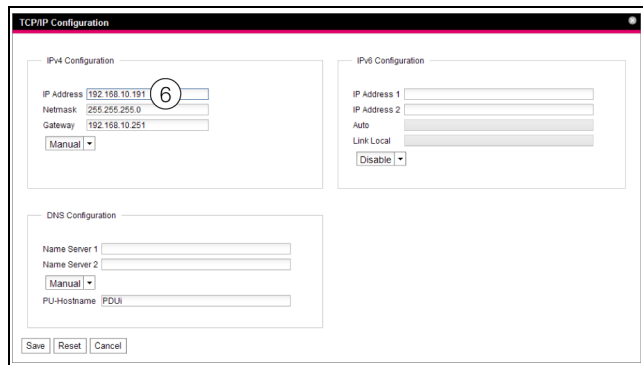 TCP/IP Configuration
IPv4 Configuration
IP Address 192.168.10.191
6
Netmask 255.255.255.0
Gateway 192.168.10.251
Manual
IPv6 Configuration
IP Address 1
IP Address 2
Auto
Link Local
Disable
DNS Configuration
Name Server 1
Name Server 2
Manual
PU-Hostname PDUi
Save Reset Cancel